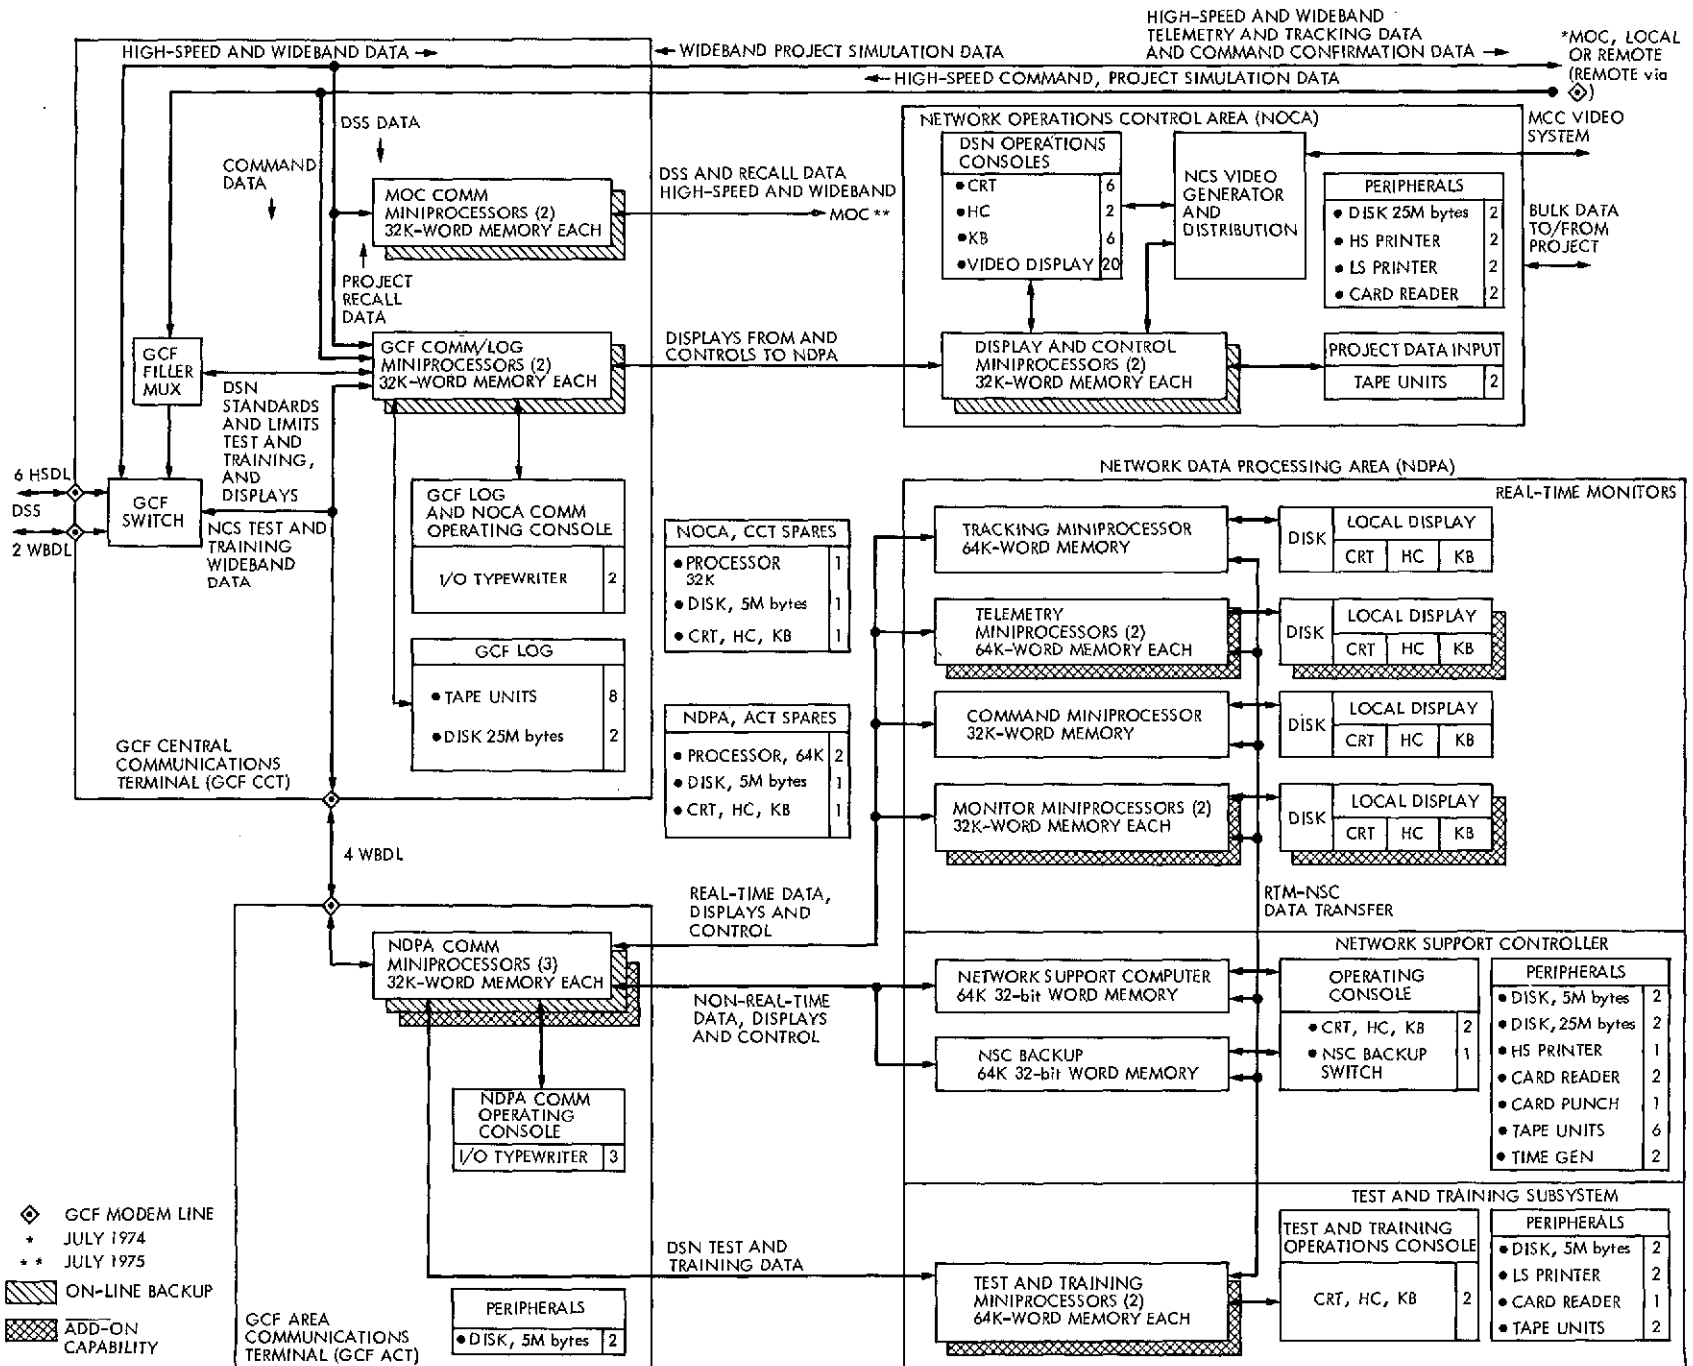 HIGH-SPEED AND WIDEBAND DATA
WIDEBAND PROJECT SIMULATION DATA
HIGH-SPEED AND WIDEBAND
TELEMETRY AND TRACKING DATA
AND COMMAND CONFIRMATION DATA
*MOC, LOCAL
OR REMOTE
(REMOTE via
)
HIGH-SPEED COMMAND, PROJECT SIMULATION DATA
DSS DATA
COMMAND
DATA
MOC COMM
MINIPROCESSORS (2)
32K-WORD MEMORY EACH
DSS AND RECALL DATA
HIGH-SPEED AND WIDEBAND
MOC **
PROJECT
RECALL
DATA
GCF
FILLER
MUX
GCF COMM/LOG
MINIPROCESSORS (2)
32K-WORD MEMORY EACH
DISPLAYS FROM AND
CONTROLS TO NDPA
DSN
STANDARDS
AND LIMITS
TEST AND
TRAINING,
AND
DISPLAYS
6 HSDL
DSS
2 WBDL
GCF
SWITCH
NCS TEST AND
TRAINING
WIDEBAND
DATA
GCF LOG
AND NOCA COMM
OPERATING CONSOLE
I/O TYPEWRITER 2
GCF LOG
• TAPE UNITS 8
• DISK 25M bytes 2
GCF CENTRAL
COMMUNICATIONS
TERMINAL (GCF CCT)
NETWORK OPERATIONS CONTROL AREA (NOCA)
DSN OPERATIONS
CONSOLES
• CRT 6
• HC 2
• KB 6
• VIDEO DISPLAY 20
NCS VIDEO
GENERATOR
AND
DISTRIBUTION
MCC VIDEO
SYSTEM
PERIPHERALS
• DISK 25M bytes 2
• HS PRINTER 2
• LS PRINTER 2
• CARD READER 2
BULK DATA
TO/FROM
PROJECT
DISPLAY AND CONTROL
MINIPROCESSORS (2)
32K-WORD MEMORY EACH
PROJECT DATA INPUT
TAPE UNITS 2
NOCA, CCT SPARES
• PROCESSOR 1
32K
• DISK, 5M bytes 1
• CRT, HC, KB 1
NDPA, ACT SPARES
• PROCESSOR, 64K 2
• DISK, 5M bytes 1
• CRT, HC, KB 1
NETWORK DATA PROCESSING AREA (NDPA)
REAL-TIME MONITORS
TRACKING MINIPROCESSOR
64K-WORD MEMORY
DISK
LOCAL DISPLAY
CRT HC KB
TELEMETRY
MINIPROCESSORS (2)
64K-WORD MEMORY EACH
DISK
LOCAL DISPLAY
CRT HC KB
COMMAND MINIPROCESSOR
32K-WORD MEMORY
DISK
LOCAL DISPLAY
CRT HC KB
MONITOR MINIPROCESSORS (2)
32K-WORD MEMORY EACH
DISK
LOCAL DISPLAY
CRT HC KB
RTM-NSC
DATA TRANSFER
4 WBDL
REAL-TIME DATA,
DISPLAYS AND
CONTROL
NDPA COMM
MINIPROCESSORS (3)
32K-WORD MEMORY EACH
NON-REAL-TIME
DATA, DISPLAYS
AND CONTROL
NDPA COMM
OPERATING
CONSOLE
I/O TYPEWRITER 3
NETWORK SUPPORT CONTROLLER
NETWORK SUPPORT COMPUTER
64K 32-bit WORD MEMORY
NSC BACKUP
64K 32-bit WORD MEMORY
OPERATING
CONSOLE
• CRT, HC, KB 2
• NSC BACKUP 1
SWITCH
PERIPHERALS
• DISK, 5M bytes 2
• DISK, 25M bytes 2
• HS PRINTER 1
• CARD READER 2
• CARD PUNCH 1
• TAPE UNITS 6
• TIME GEN 2
TEST AND TRAINING SUBSYSTEM
DSN TEST AND
TRAINING DATA
TEST AND TRAINING
MINIPROCESSORS (2)
64K-WORD MEMORY EACH
TEST AND TRAINING
OPERATIONS CONSOLE
CRT, HC, KB 2
PERIPHERALS
• DISK, 5M bytes 2
• LS PRINTER 2
• CARD READER 1
• TAPE UNITS 2
PERIPHERALS
• DISK, 5M bytes 2
GCF AREA
COMMUNICATIONS
TERMINAL (GCF ACT)
GCF MODEM LINE
* JULY 1974
** JULY 1975
ON-LINE BACKUP
ADD-ON
CAPABILITY